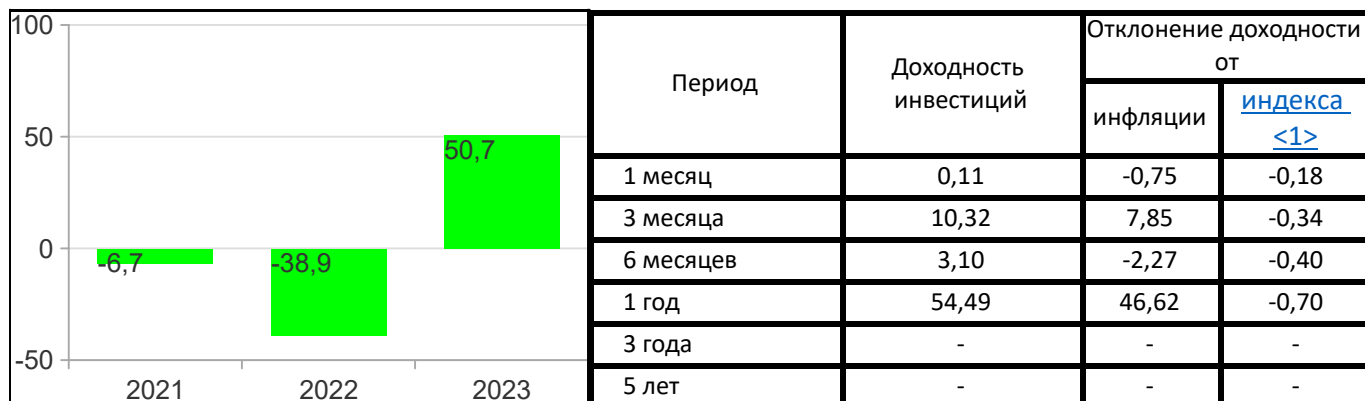 100
50
0
-50
-6,7
-38,9
50,7
2021 2022 2023
Период
Доходность
инвестиций
Отклонение доходности
от
инфляции
индекса
<1>
1 месяц 0,11 -0,75 -0,18
3 месяца 10,32 7,85 -0,34
6 месяцев 3,10 -2,27 -0,40
1 год 54,49 46,62 -0,70
3 года - - -
5 лет - - -